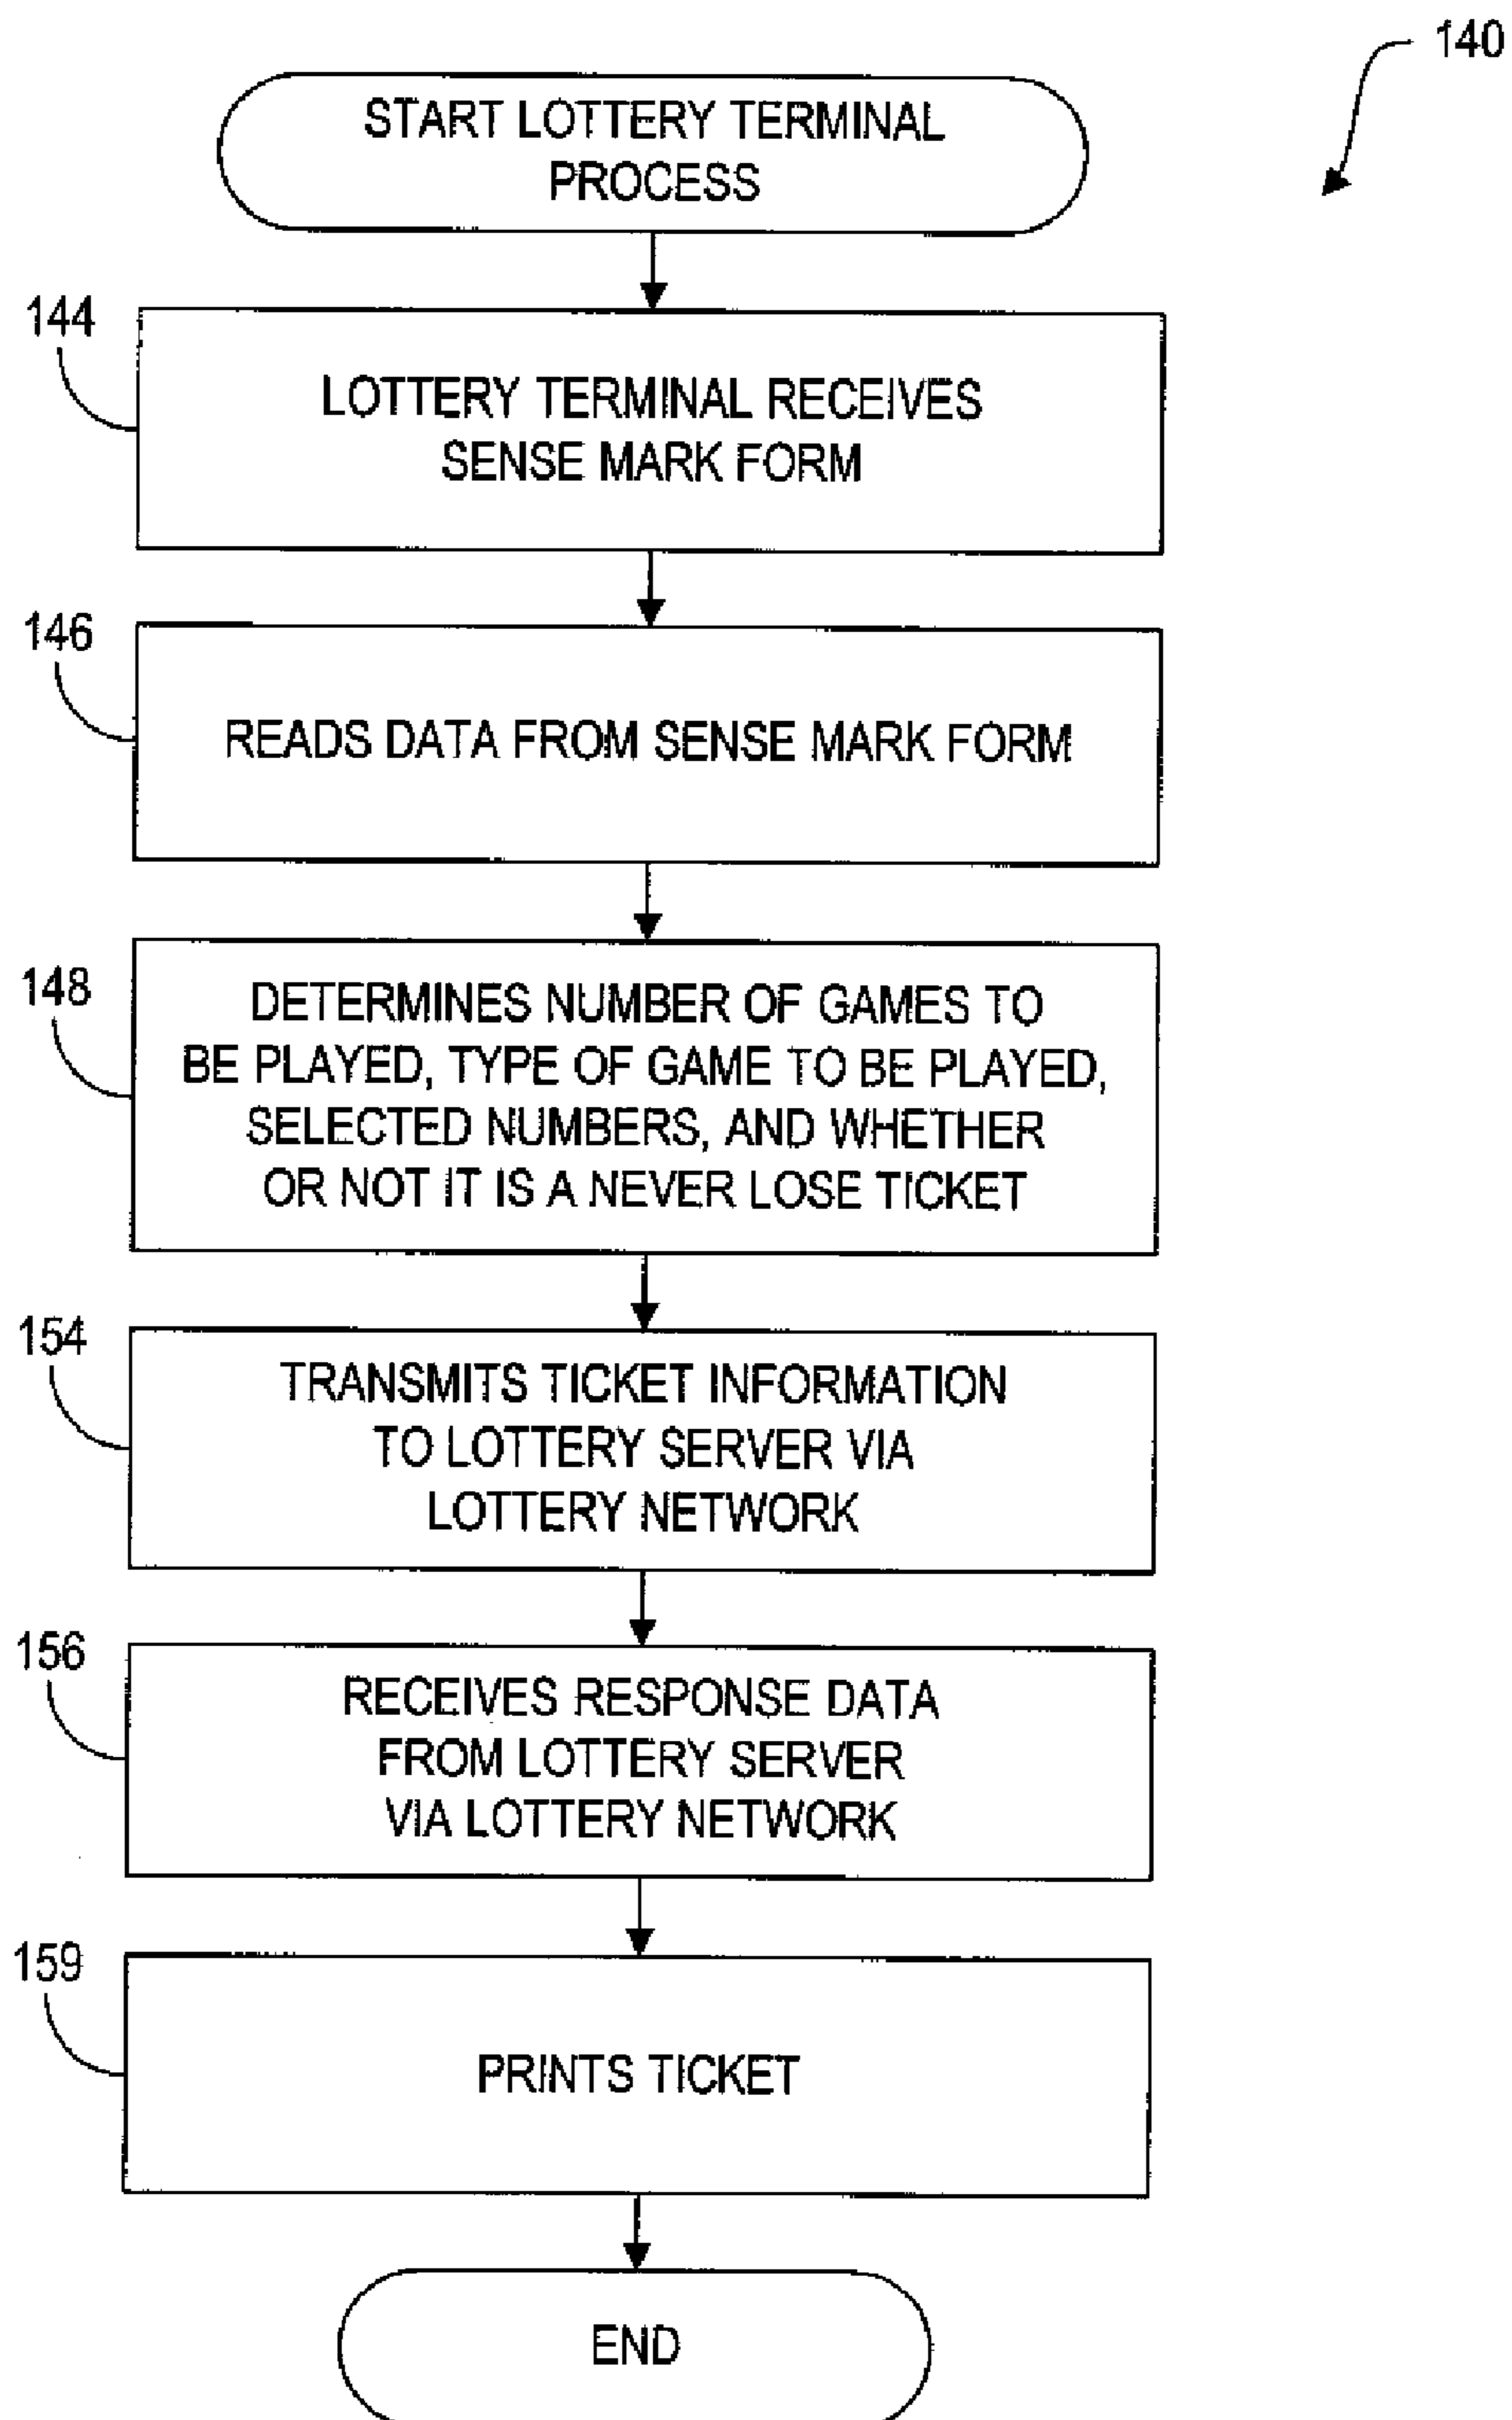 140
START LOTTERY TERMINAL
PROCESS
144
LOTTERY TERMINAL RECEIVES
SENSE MARK FORM
146
READS DATA FROM SENSE MARK FORM
148
DETERMINES NUMBER OF GAMES TO
BE PLAYED, TYPE OF GAME TO BE PLAYED,
SELECTED NUMBERS, AND WHETHER
OR NOT IT IS A NEVER LOSE TICKET
154
TRANSMITS TICKET INFORMATION
TO LOTTERY SERVER VIA
LOTTERY NETWORK
156
RECEIVES RESPONSE DATA
FROM LOTTERY SERVER
VIA LOTTERY NETWORK
159
PRINTS TICKET
END